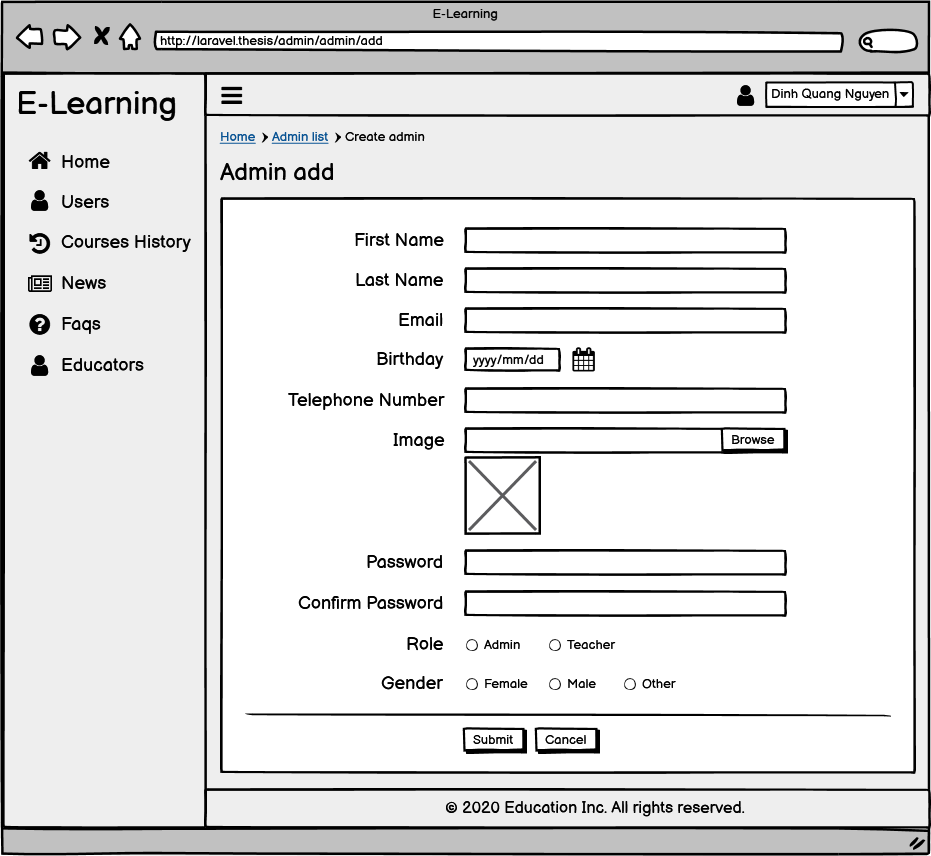 E-Learning
http://laravel.thesis/admin/admin/add
E-Learning
Dinh Quang Nguyen
Home
Users
Courses History
News
Faqs
Educators
Home Admin list Create admin
Admin add
First Name
Last Name
Email
Birthday yyyy/mm/dd
Telephone Number
Image Browse
Password
Confirm Password
Role Admin Teacher
Gender Female Male Other
Submit Cancel
© 2020 Education Inc. All rights reserved.